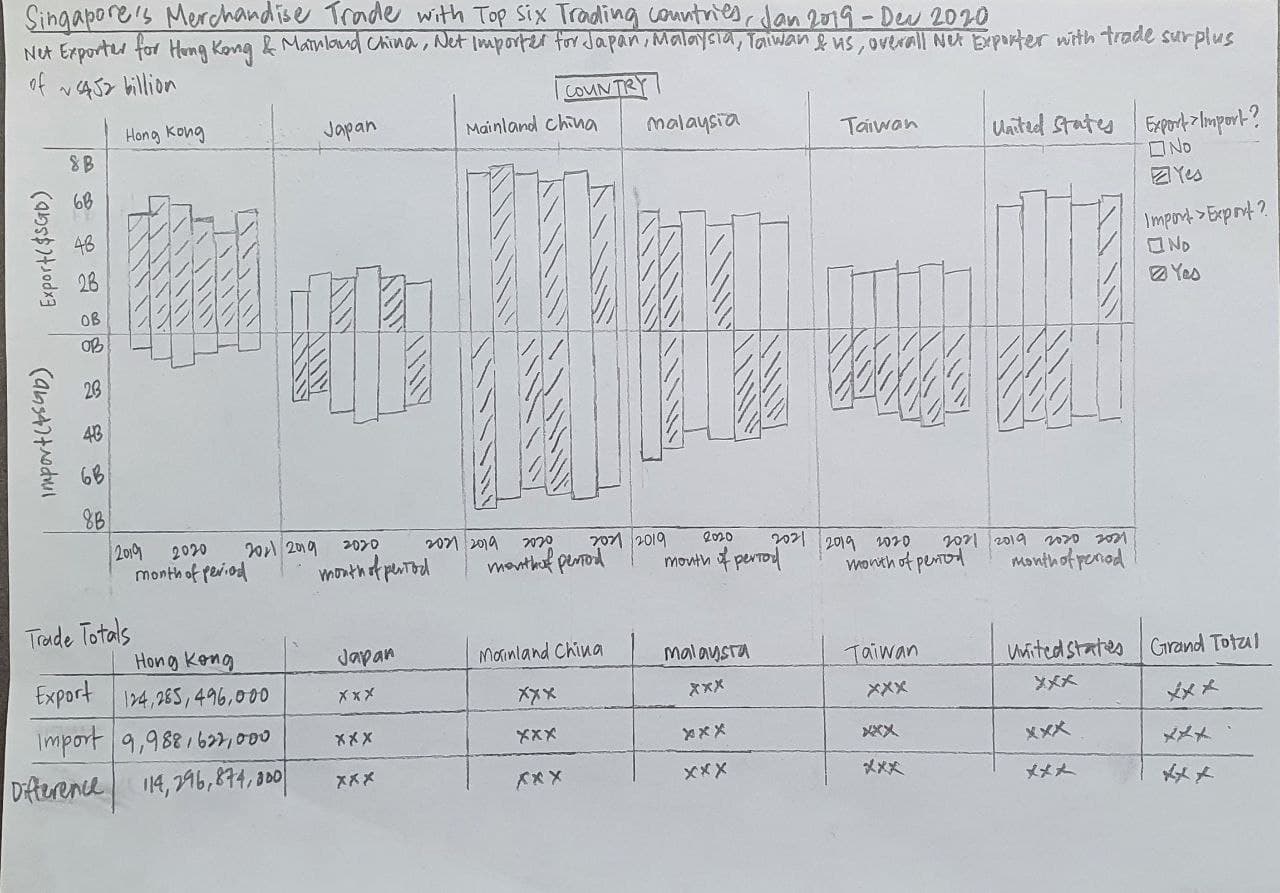 Singapore's Merchandise Trade with Top Six Trading countries, Jan 2019 - Dec 2020
Net Exporter for Hong Kong & Mainland China, Net Importer for Japan, Malaysia, Taiwan & US, overall Net Exporter with trade surplus
of ~$52 billion
COUNTRY
Hong Kong Japan Mainland China Malaysia Taiwan United States
Export>Import?
No
Yes
Import>Export?
No
Yes
Export($SGD)
8B
6B
4B
2B
0B
Import($SGD)
0B
2B
4B
6B
8B
2019 2020 2021 2019 2020 2021 2019 2020 2021 2019 2020 2021 2019 2020 2021 2019 2020 2021
month of period month of period month of period month of period month of period month of period
Trade Totals
Hong Kong Japan Mainland China Malaysia Taiwan United States Grand Total
Export 124,285,496,000 xxx xxx xxx xxx xxx xxx
Import 9,988,622,000 xxx xxx xxx xxx xxx xxx
Difference 114,296,874,000 xxx xxx xxx xxx xxx xxx